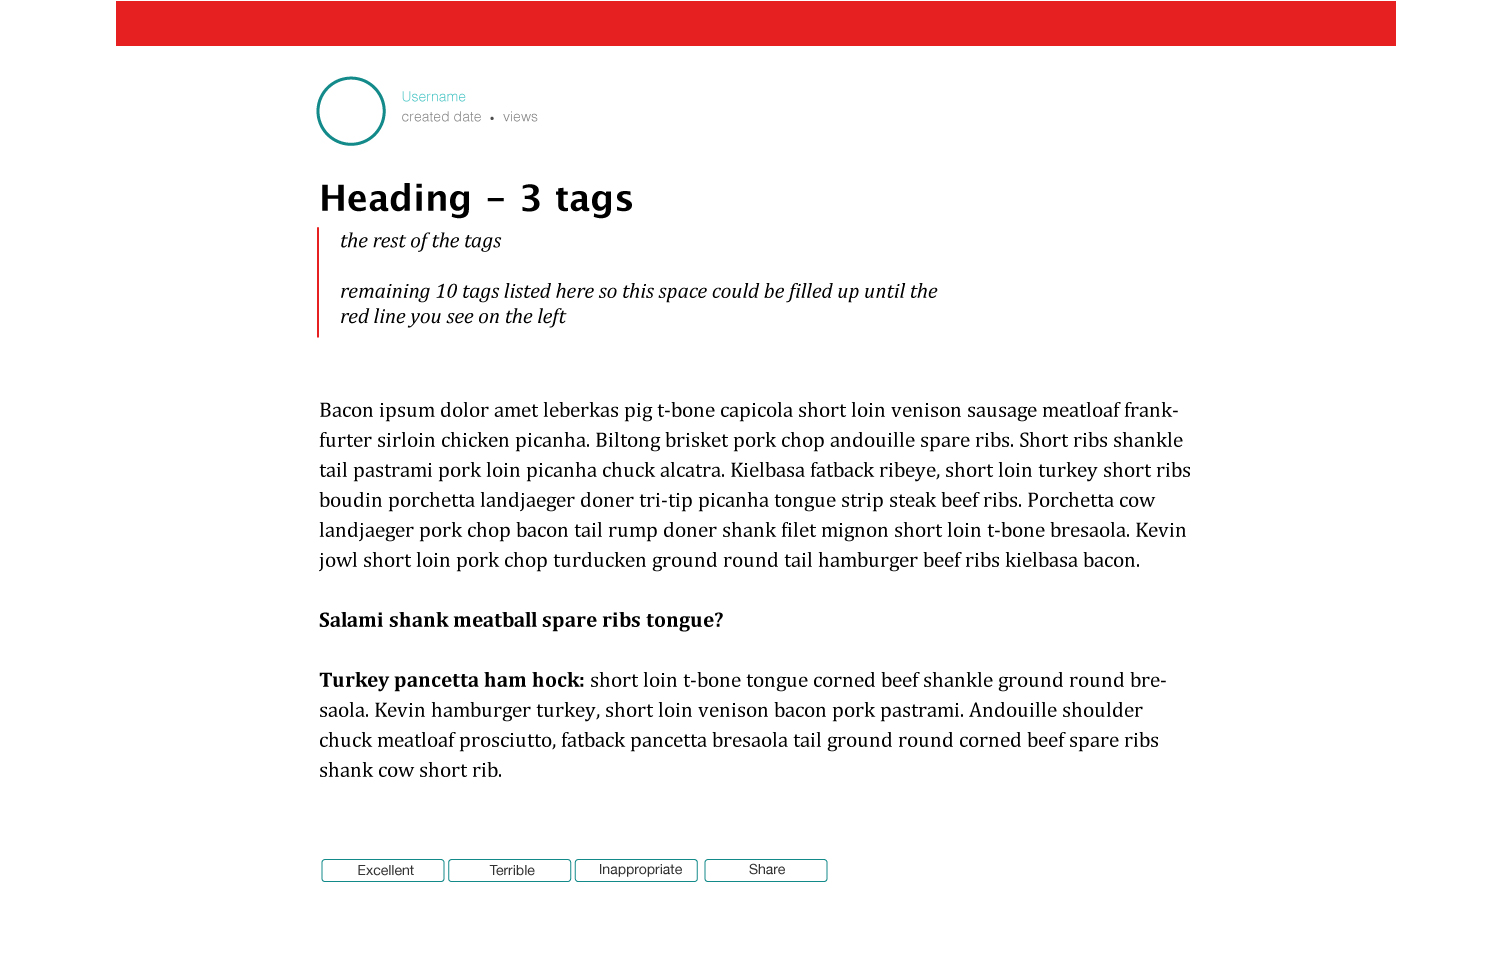 Username
created date • views
Heading – 3 tags
the rest of the tags
remaining 10 tags listed here so this space could be filled up until the
red line you see on the left
Bacon ipsum dolor amet leberkas pig t-bone capicola short loin venison sausage meatloaf frank-
furter sirloin chicken picanha. Biltong brisket pork chop andouille spare ribs. Short ribs shankle
tail pastrami pork loin picanha chuck alcatra. Kielbasa fatback ribeye, short loin turkey short ribs
boudin porchetta landjaeger doner tri-tip picanha tongue strip steak beef ribs. Porchetta cow
landjaeger pork chop bacon tail rump doner shank filet mignon short loin t-bone bresaola. Kevin
jowl short loin pork chop turducken ground round tail hamburger beef ribs kielbasa bacon.
Salami shank meatball spare ribs tongue?
Turkey pancetta ham hock: short loin t-bone tongue corned beef shankle ground round bre-
saola. Kevin hamburger turkey, short loin venison bacon pork pastrami. Andouille shoulder
chuck meatloaf prosciutto, fatback pancetta bresaola tail ground round corned beef spare ribs
shank cow short rib.
Excellent Terrible Inappropriate Share